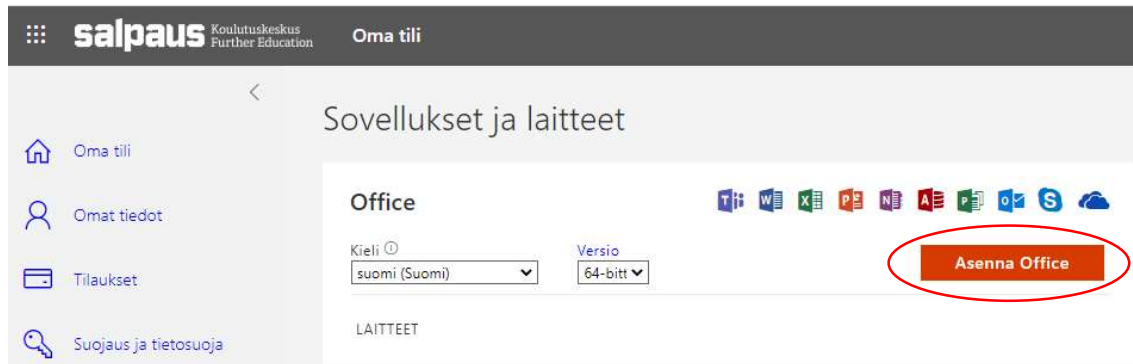 salpaus Koulutuskeskus
Further Education
Oma tili
Sovellukset ja laitteet
Oma tili
Omat tiedot
Tilaukset
Suojaus ja tietosuoja
Office
Kieli
suomi (Suomi)
Versio
64-bitt
Asenna Office
LAITTEET